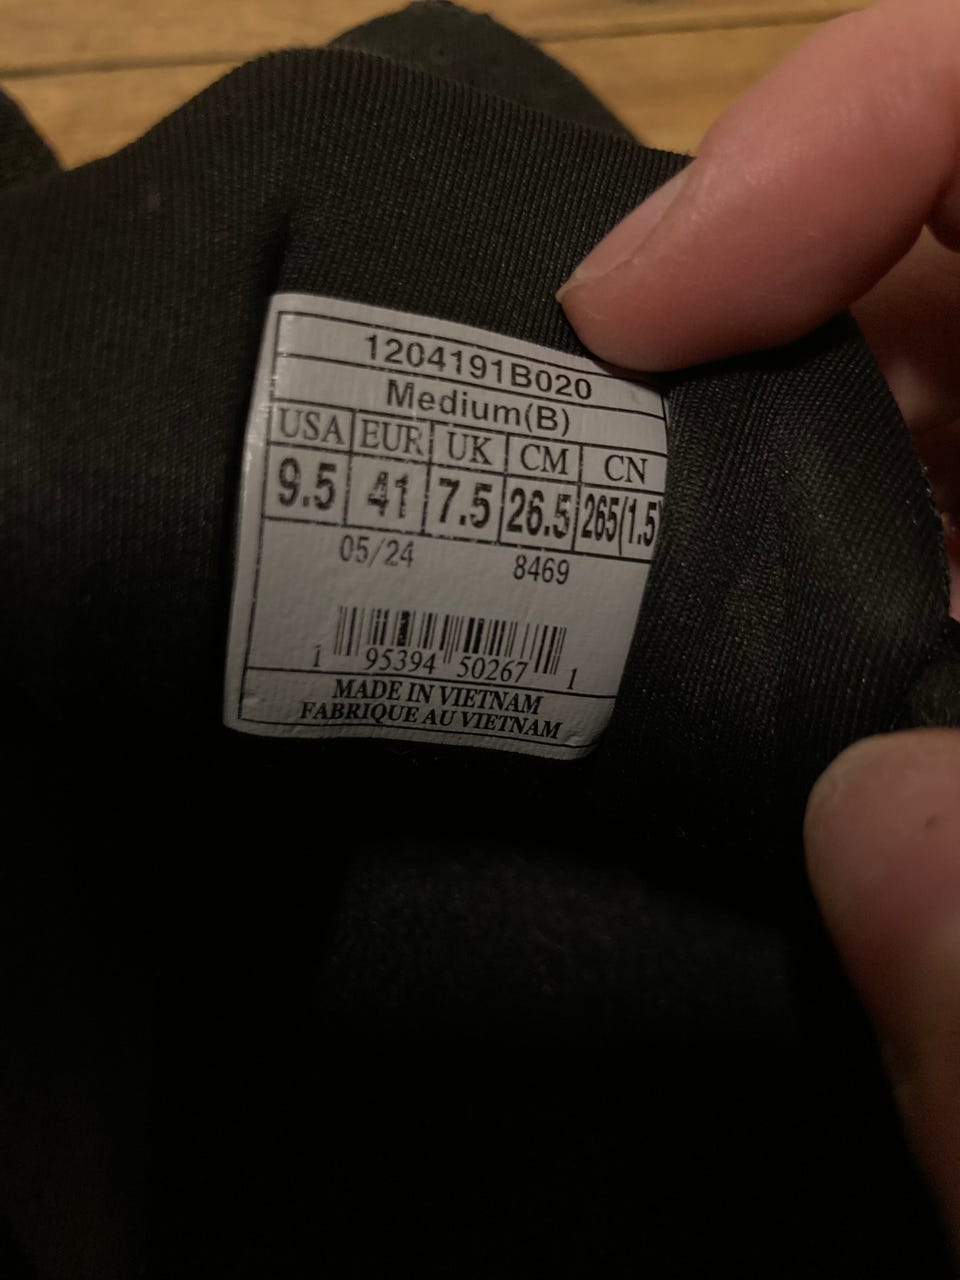 1204191B020
Medium(B)
USA EUR UK CM CN
9.5 41 7.5 26.5 265(1.5)
05/24 8469
1 95394 50267 1
MADE IN VIETNAM
FABRIQUE AU VIETNAM